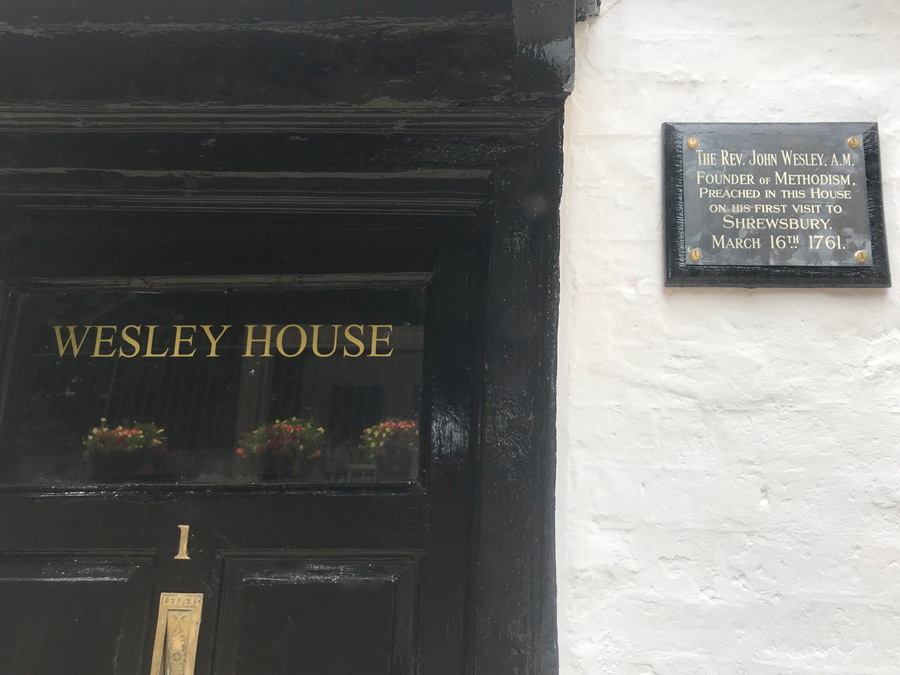 WESLEY HOUSE
1
THE REV. JOHN WESLEY, A.M.
FOUNDER OF METHODISM,
PREACHED IN THIS HOUSE
ON HIS FIRST VISIT TO
SHREWSBURY.
MARCH 16TH. 1761.